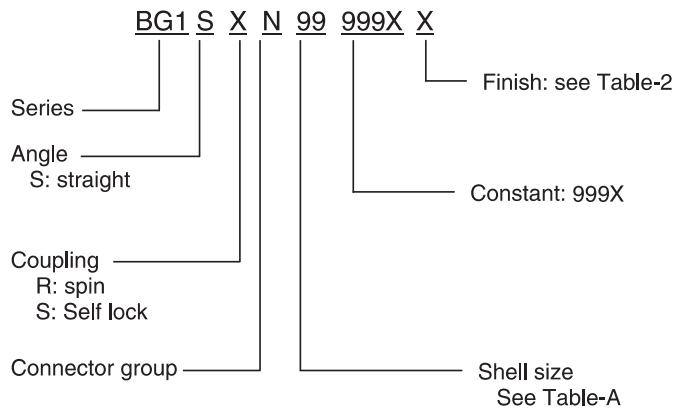 BG1 S X N 99 999X X
Finish: see Table-2
Series
Angle
S: straight
Constant: 999X
Coupling
R: spin
S: Self lock
Connector group
Shell size
See Table-A